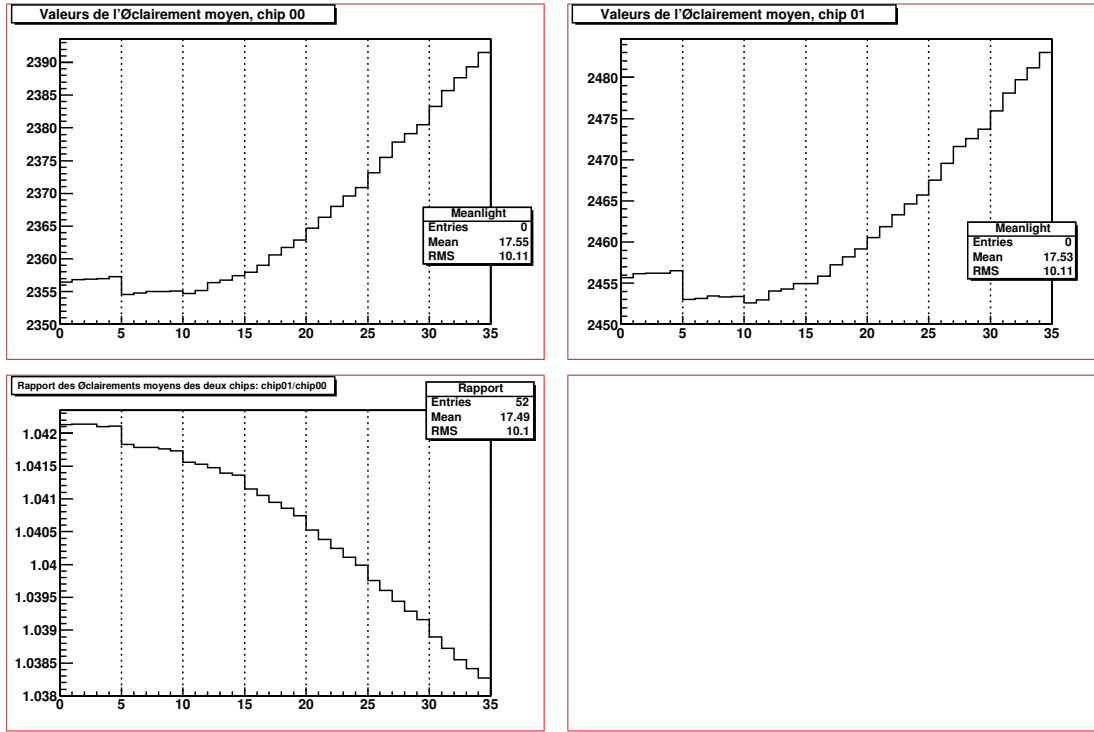 Valeurs de l'Øclairement moyen, chip 00
2390
2385
2380
2375
2370
2365
2360
2355
2350
0 5 10 15 20 25 30 35
Meanlight
Entries 0
Mean 17.55
RMS 10.11
Valeurs de l'Øclairement moyen, chip 01
2480
2475
2470
2465
2460
2455
2450
0 5 10 15 20 25 30 35
Meanlight
Entries 0
Mean 17.53
RMS 10.11
Rapport des Øclairements moyens des deux chips: chip01/chip00
1.042
1.0415
1.041
1.0405
1.04
1.0395
1.039
1.0385
1.038
0 5 10 15 20 25 30 35
Rapport
Entries 52
Mean 17.49
RMS 10.1